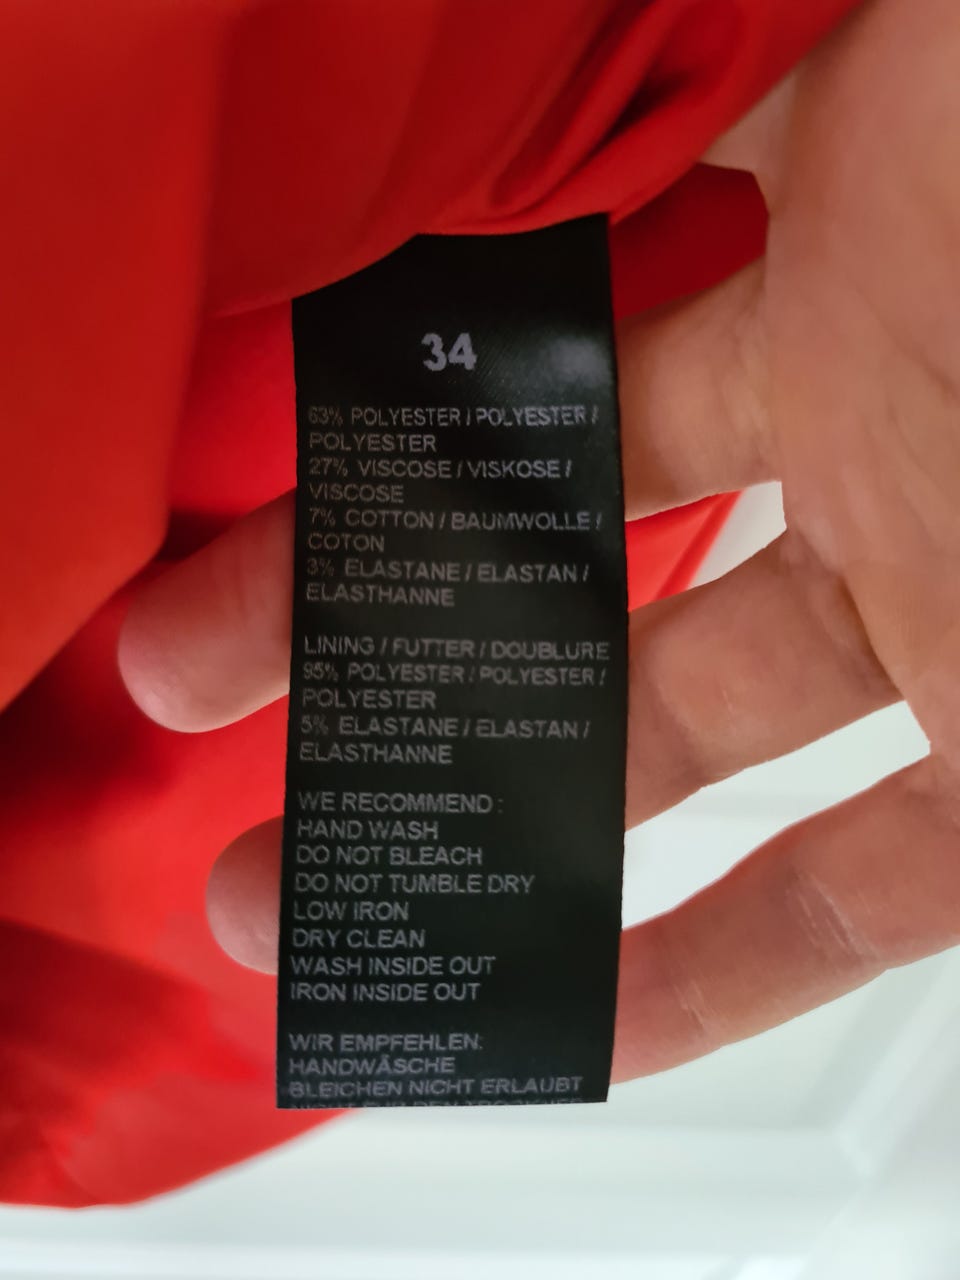 34
63% POLYESTER / POLYESTER /
POLYESTER
27% VISCOSE / VISKOSE /
VISCOSE
7% COTTON / BAUMWOLLE /
COTON
3% ELASTANE / ELASTAN /
ELASTHANNE
LINING / FUTTER / DOUBLURE
95% POLYESTER / POLYESTER /
POLYESTER
5% ELASTANE / ELASTAN /
ELASTHANNE
WE RECOMMEND :
HAND WASH
DO NOT BLEACH
DO NOT TUMBLE DRY
LOW IRON
DRY CLEAN
WASH INSIDE OUT
IRON INSIDE OUT
WIR EMPFEHLEN:
HANDWÄSCHE
BLEICHEN NICHT ERLAUBT